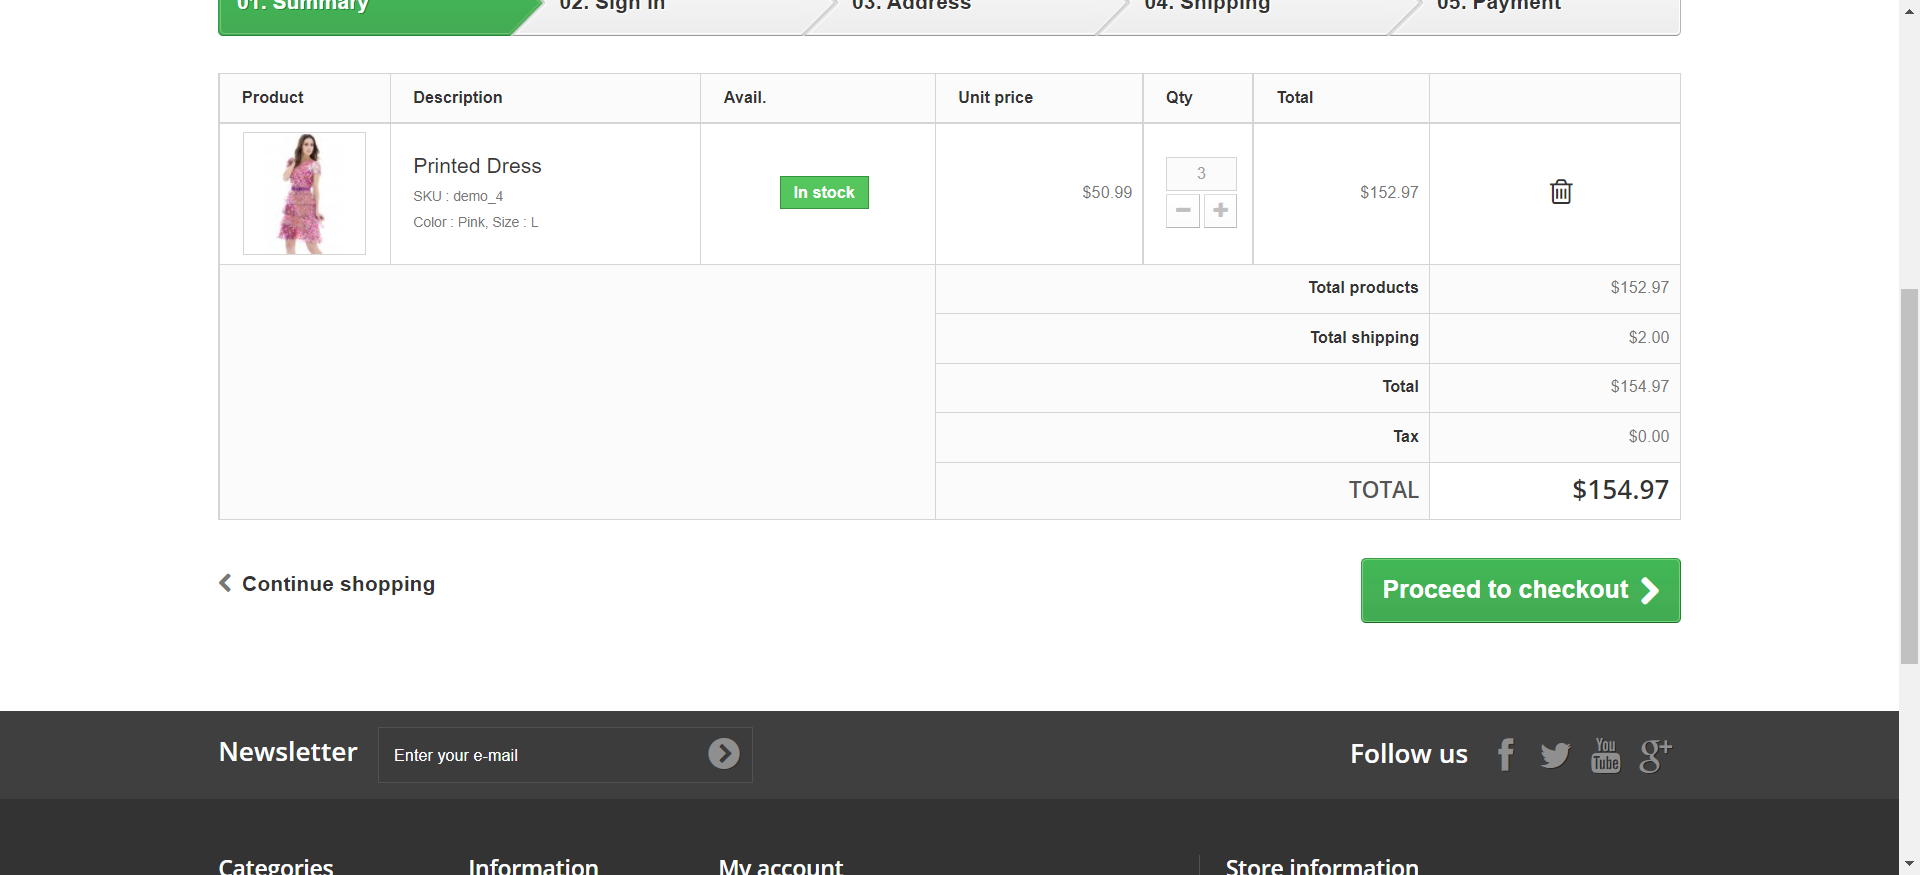 01. Summary
02. Sign in
03. Address
04. Shipping
05. Payment
Product
Description
Avail.
Unit price
Qty
Total
Printed Dress
SKU : demo_4
Color : Pink, Size : L
In stock
$50.99
3
$152.97
Total products
$152.97
Total shipping
$2.00
Total
$154.97
Tax
$0.00
TOTAL
$154.97
Continue shopping
Proceed to checkout
Newsletter
Enter your e-mail
Follow us
You
Tube
g+
Categories
Information
My account
Store information